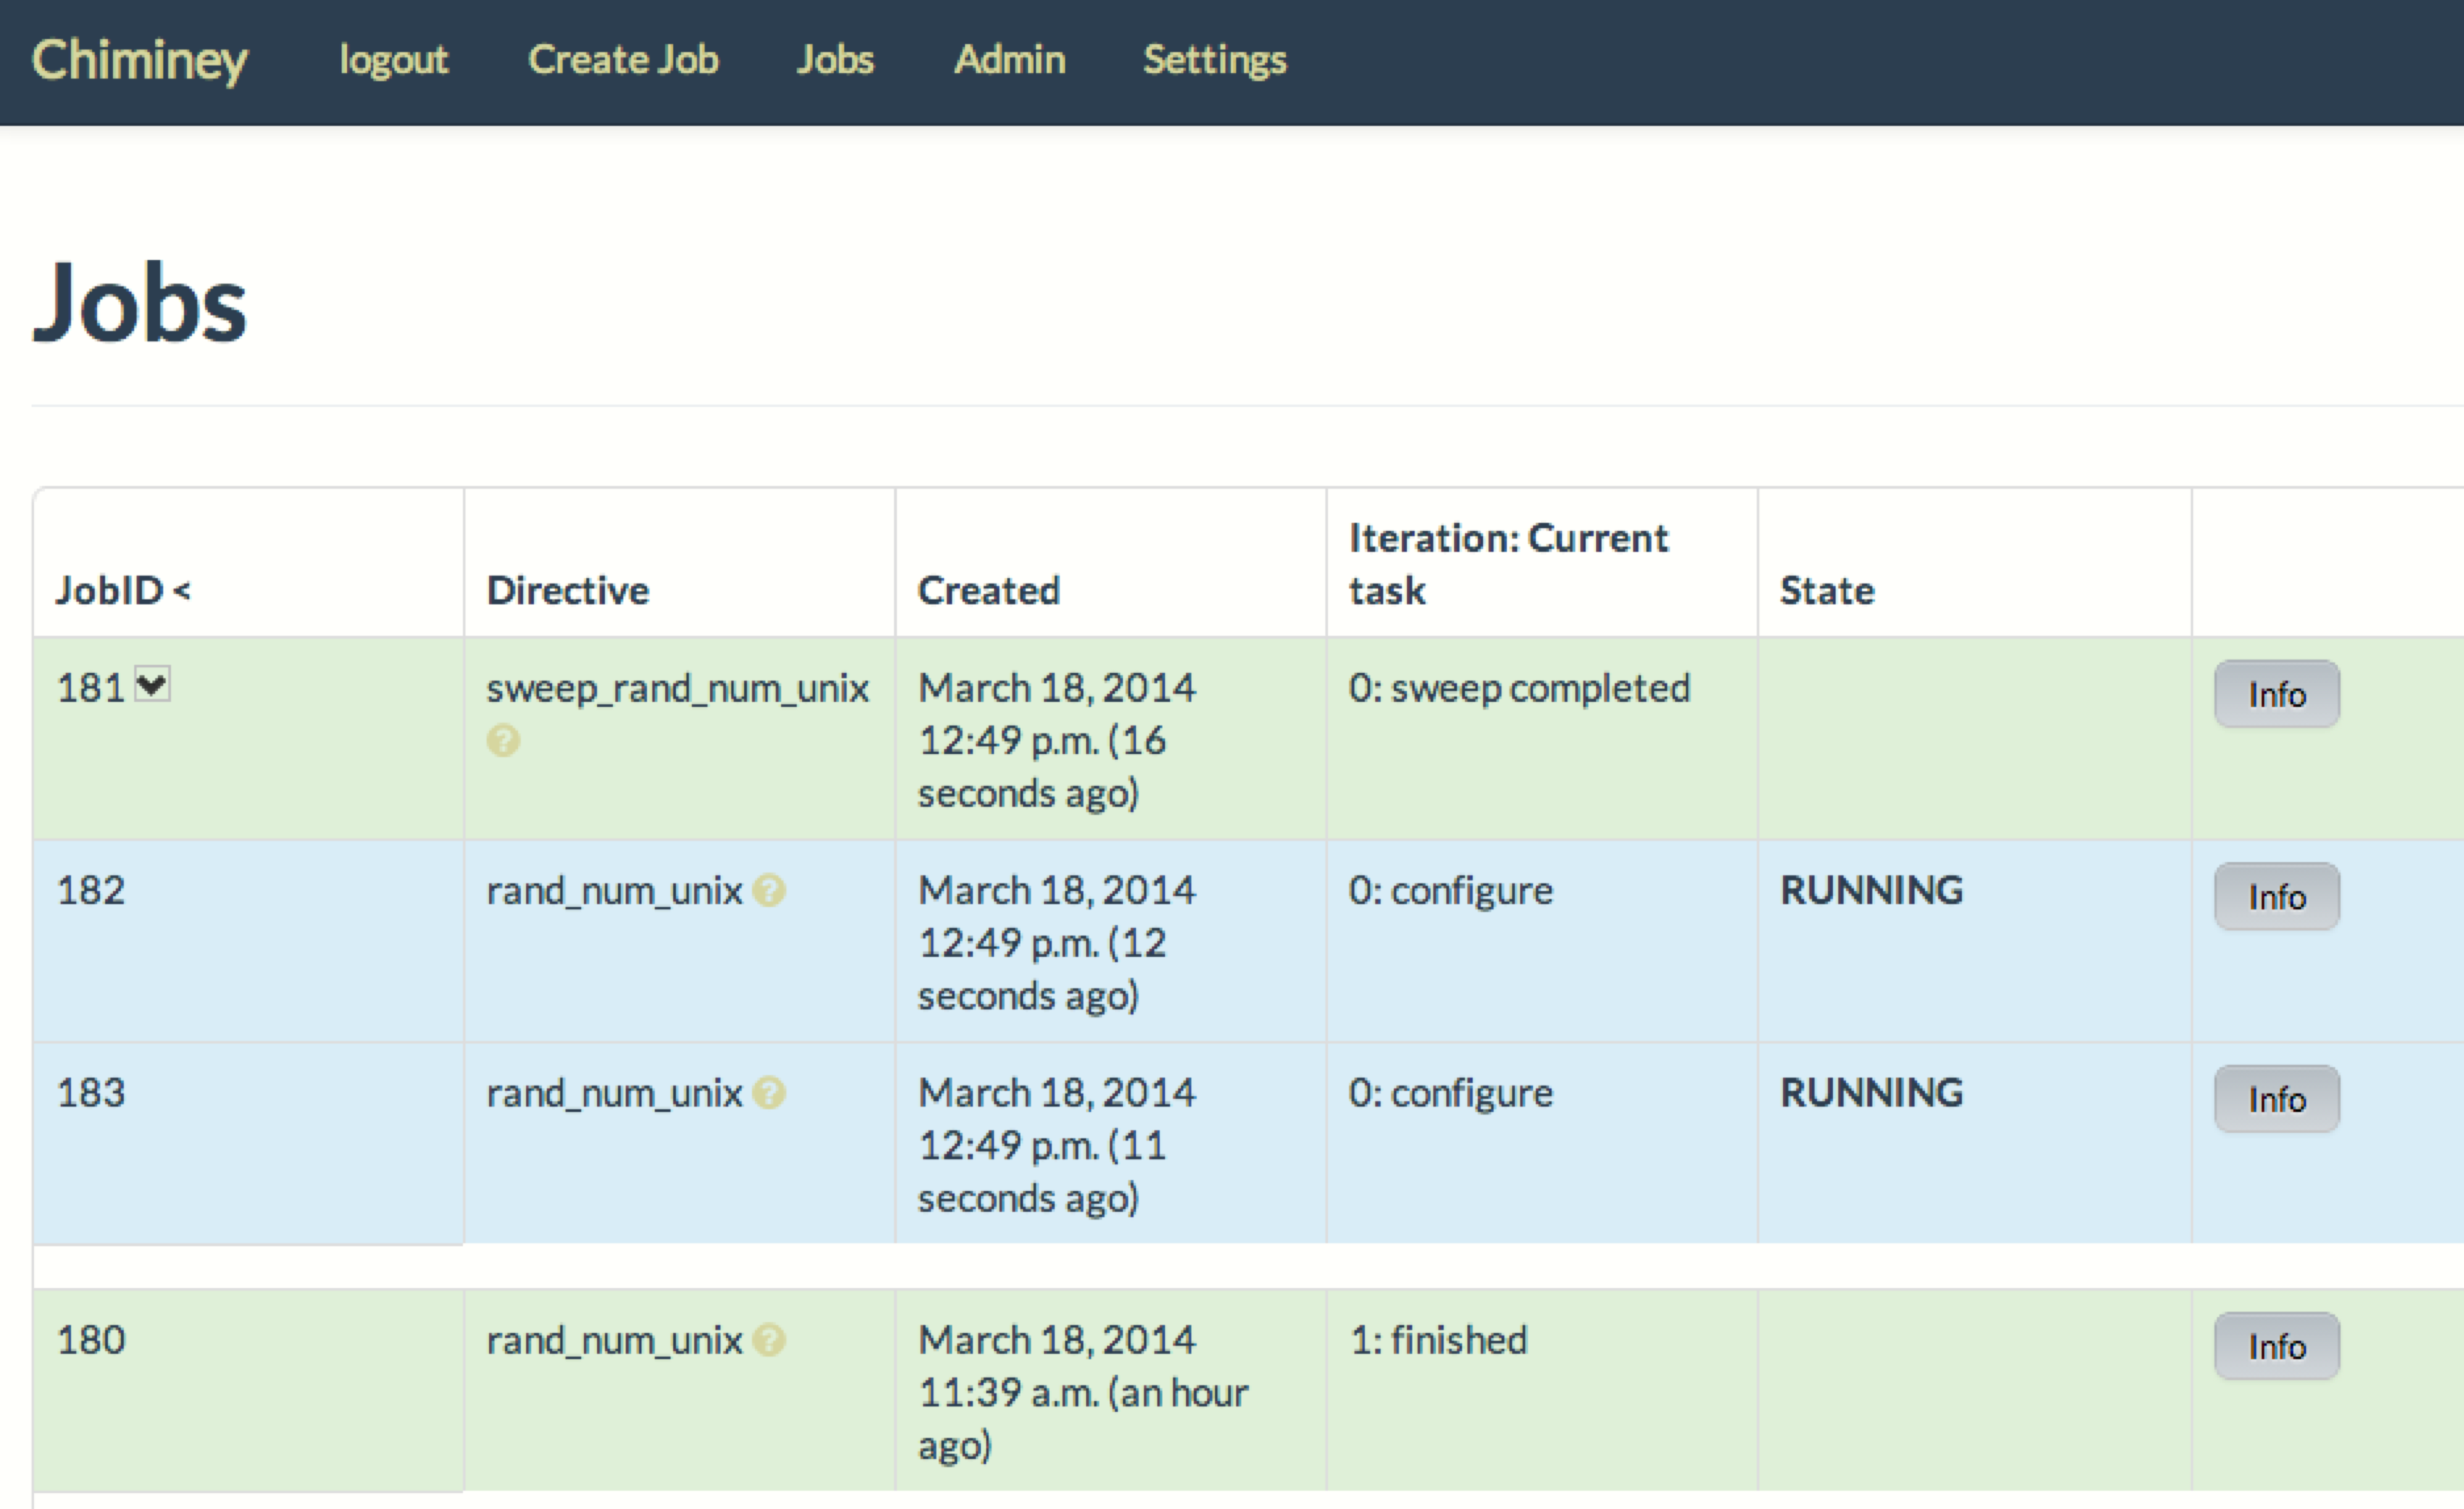 Chiminey logout Create Job Jobs Admin Settings
Jobs
JobID < Directive Created Iteration: Current task State
181 sweep_rand_num_unix ? March 18, 2014 0: sweep completed Info
12:49 p.m. (16
seconds ago)
182 rand_num_unix ? March 18, 2014 0: configure RUNNING Info
12:49 p.m. (12
seconds ago)
183 rand_num_unix ? March 18, 2014 0: configure RUNNING Info
12:49 p.m. (11
seconds ago)
180 rand_num_unix ? March 18, 2014 1: finished Info
11:39 a.m. (an hour
ago)